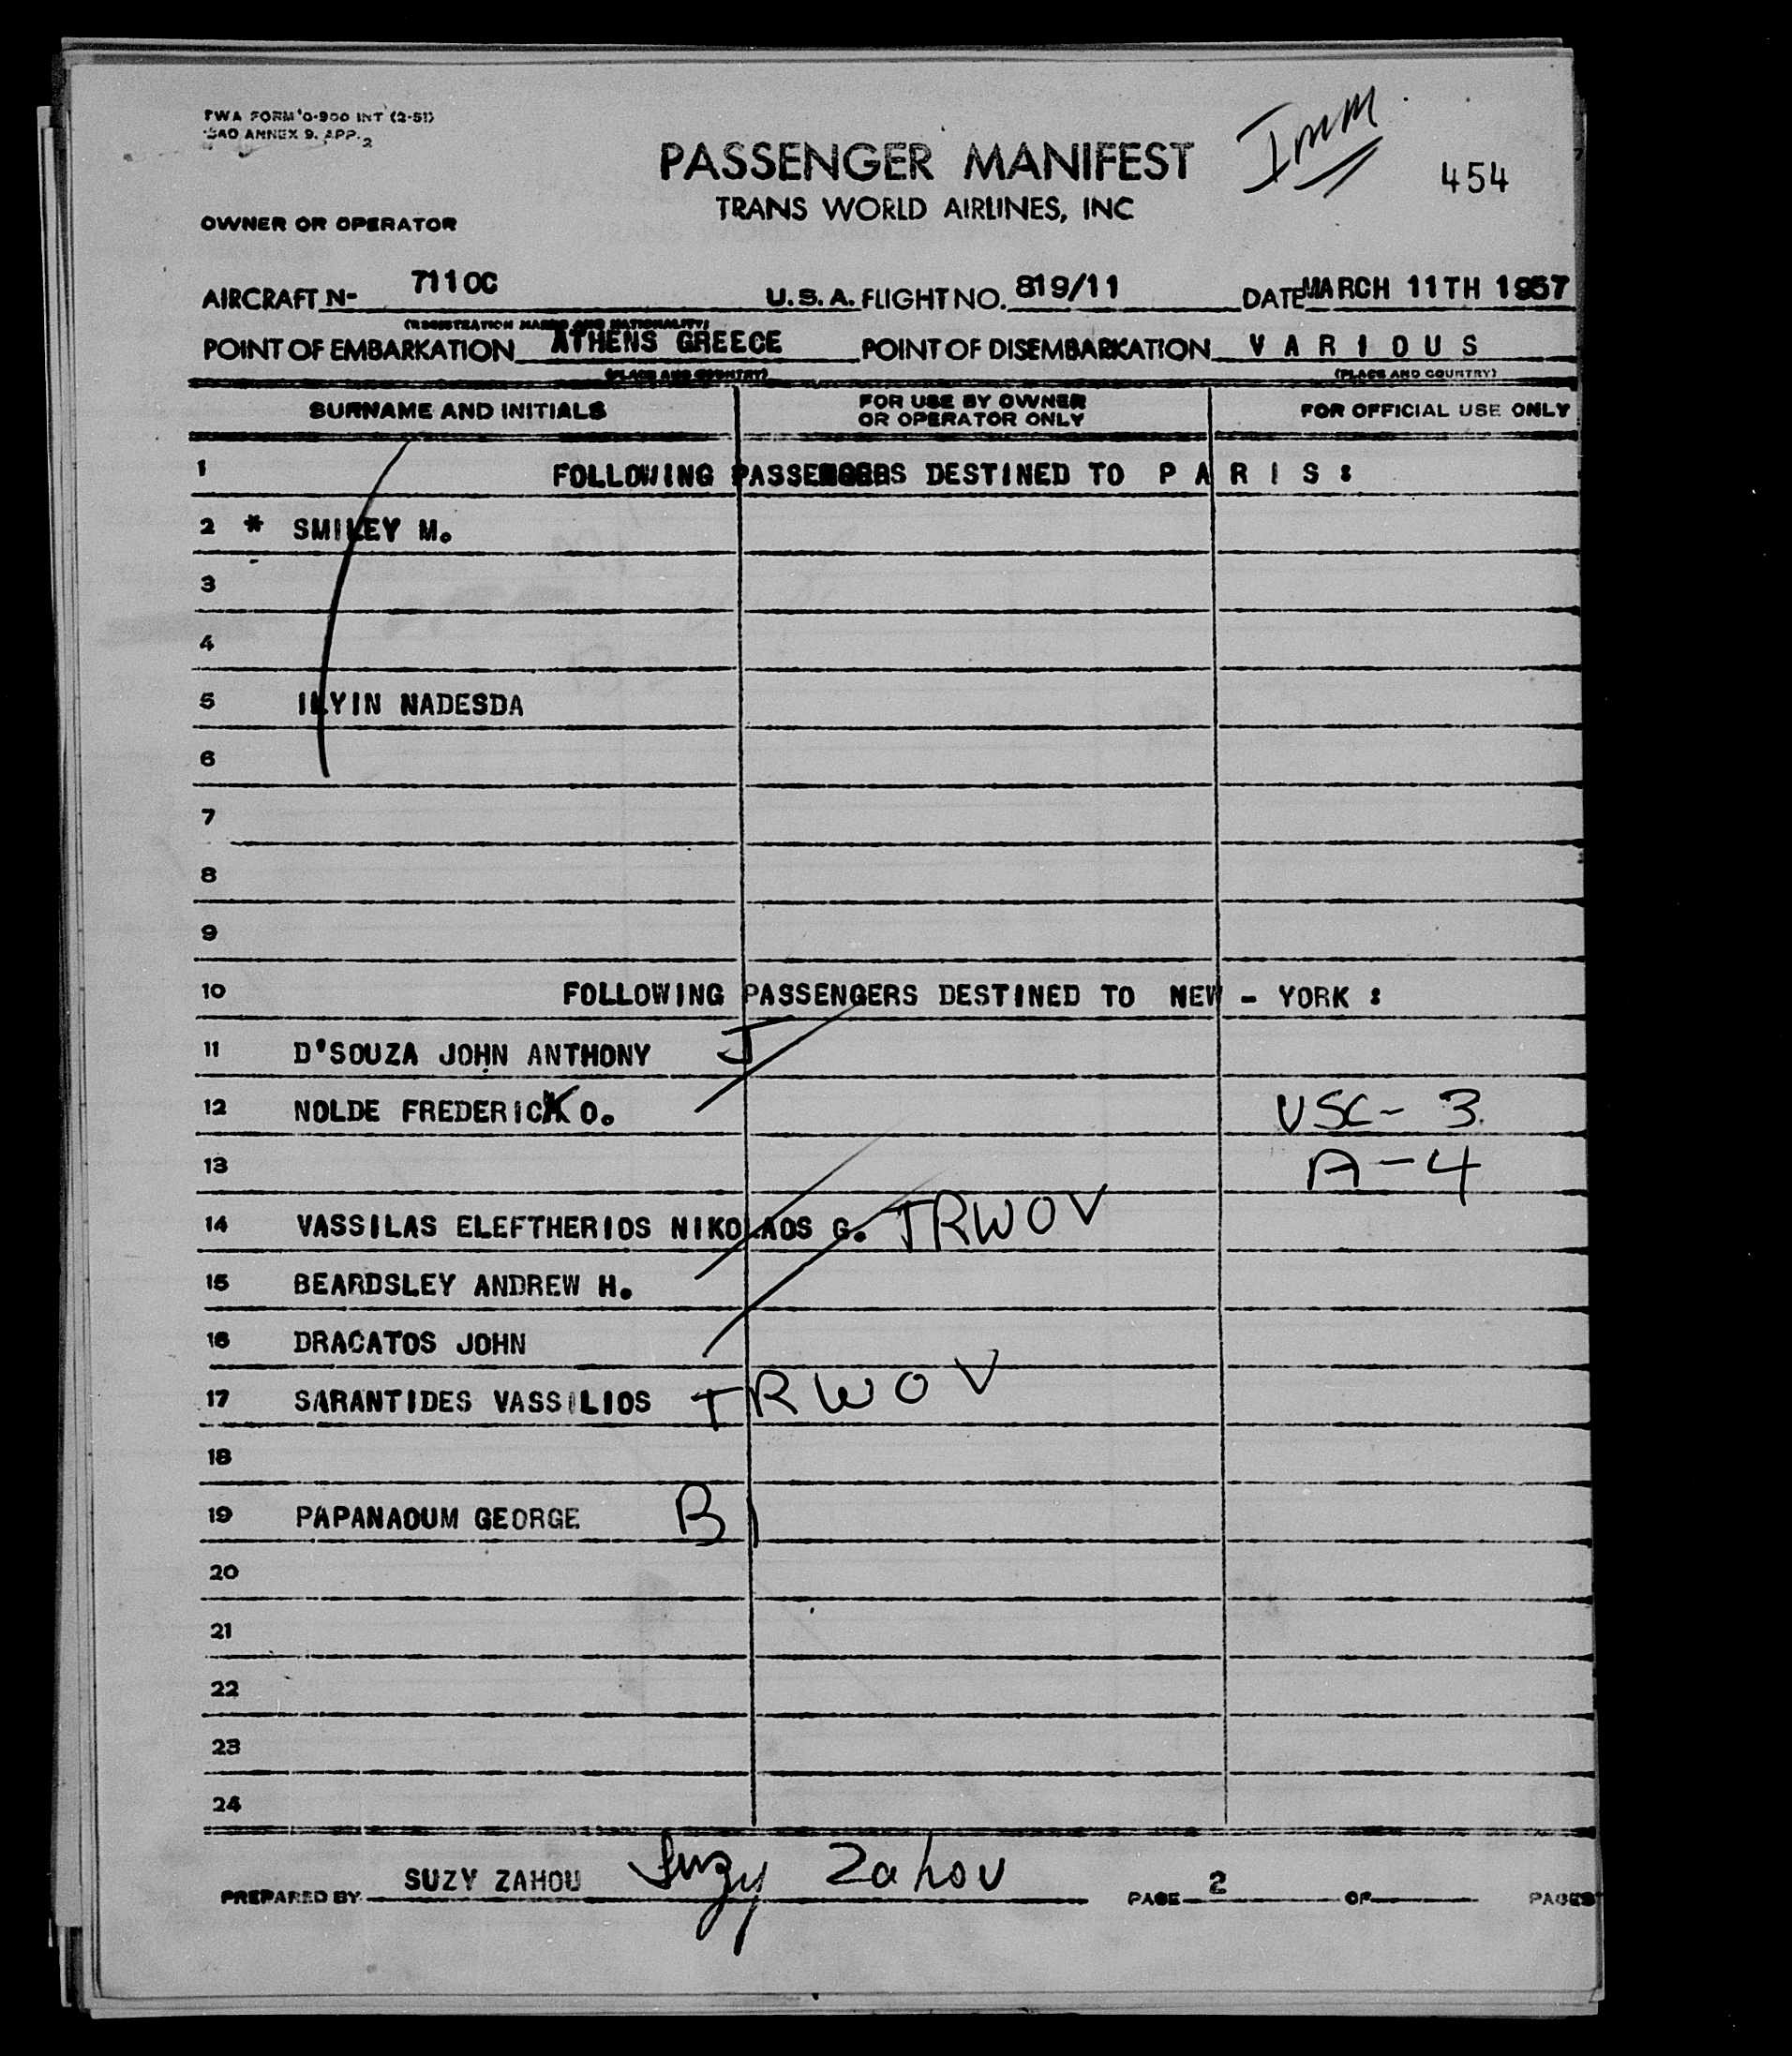 TWA FORM O-900 INT (2-51)
ICAO ANNEX 9, APP. 2
Imm
454
PASSENGER MANIFEST
TRANS WORLD AIRLINES, INC
OWNER OR OPERATOR
AIRCRAFT N- 7110C U.S.A. FLIGHT NO. 819/11 DATE MARCH 11TH 1957
(REGISTRATION MARKS AND NATIONALITY)
POINT OF EMBARKATION ATHENS GREECE POINT OF DISEMBARKATION V A R I O U S
(PLACE AND COUNTRY) (PLACE AND COUNTRY)
SURNAME AND INITIALS FOR USE BY OWNER OR OPERATOR ONLY FOR OFFICIAL USE ONLY
1 FOLLOWING PASSENGERS DESTINED TO P A R I S :
2 * SMILEY M.
3
4
5 ILYIN NADESDA
6
7
8
9
10 FOLLOWING PASSENGERS DESTINED TO NEW - YORK :
11 D'SOUZA JOHN ANTHONY J
12 NOLDE FREDERICK O. USC- 3
13 A-4
14 VASSILAS ELEFTHERIOS NIKOLAOS G. TRWOV
15 BEARDSLEY ANDREW H.
16 DRACATOS JOHN
17 SARANTIDES VASSILIOS TRWOV
18
19 PAPANAOUM GEORGE B1
20
21
22
23
24
PREPARED BY SUZY ZAHOU Suzy Zahou PAGE 2 OF PAGES